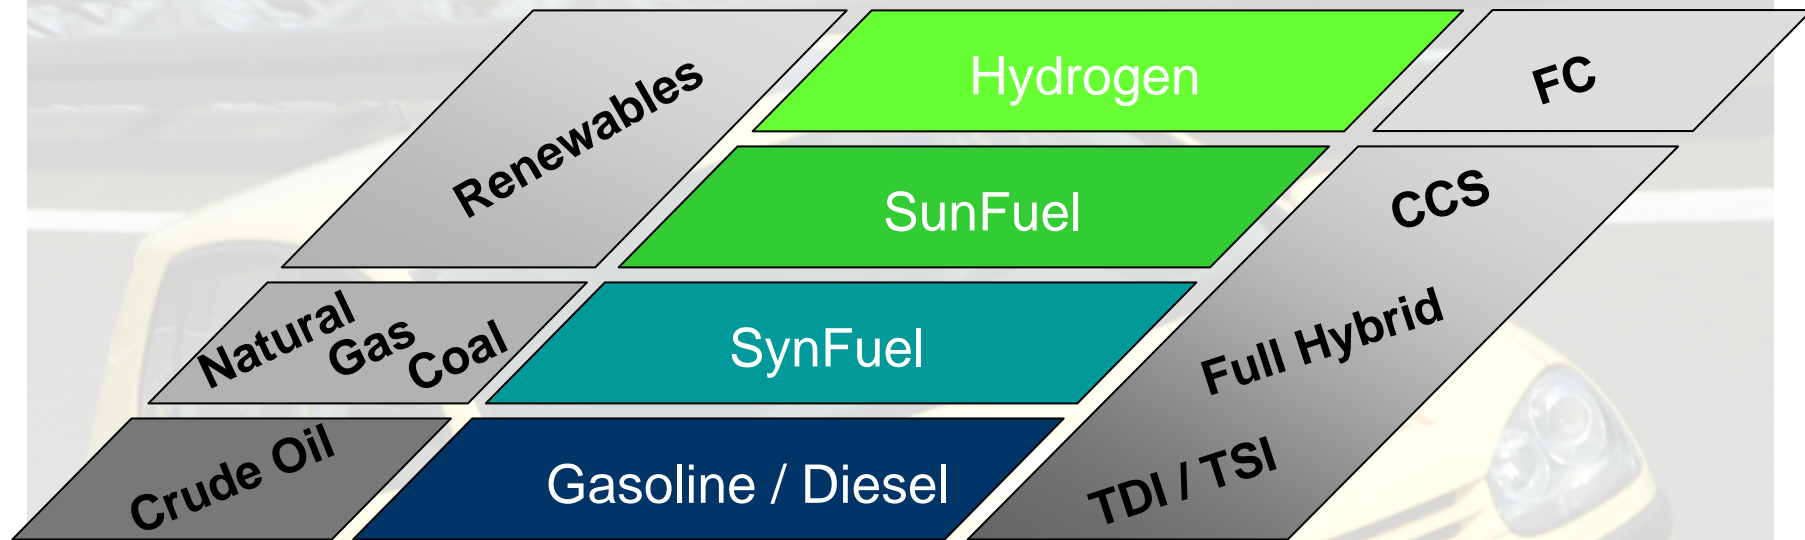 Renewables
Hydrogen
FC
SunFuel
CCS
Natural
Gas
Coal
SynFuel
Full Hybrid
Crude Oil
Gasoline / Diesel
TDI / TSI